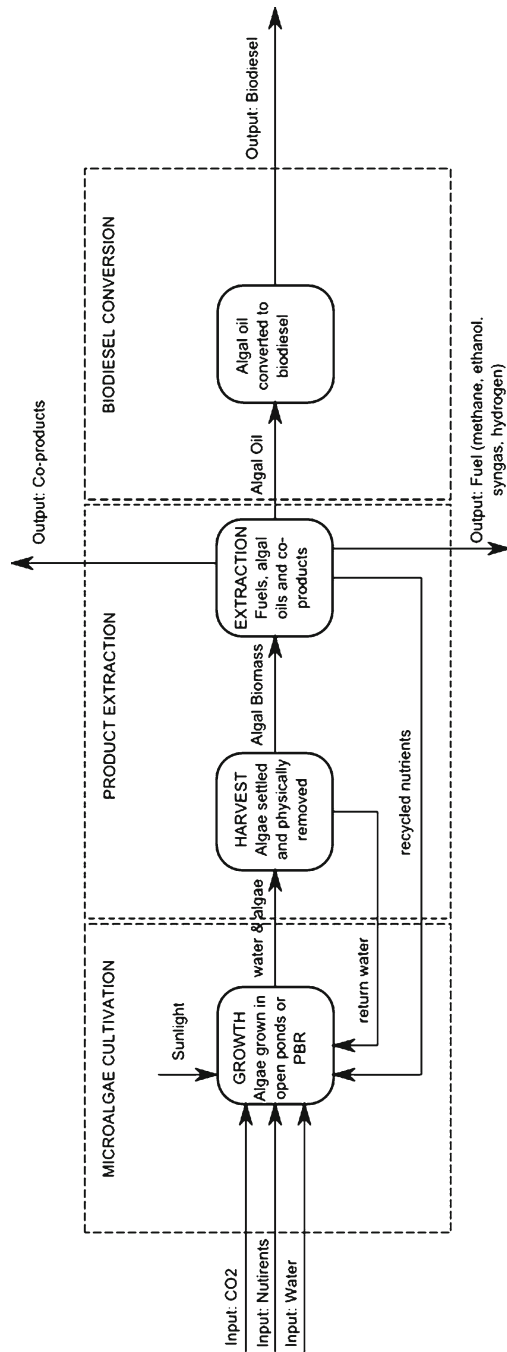 Input: CO2
Input: Nutirents
Input: Water
MICROALGAE CULTIVATION
Sunlight
GROWTH
Algae grown in
open ponds or
PBR
water & algae
return water
PRODUCT EXTRACTION
HARVEST
Algae settled
and physically
removed
Algal Biomass
recycled nutrients
EXTRACTION
Fuels, algal
oils and co-
products
Output: Co-products
Output: Fuel (methane, ethanol.
syngas, hydrogen)
Algal Oil
BIODIESEL CONVERSION
Algal oil
converted to
biodiesel
Output: Biodiesel